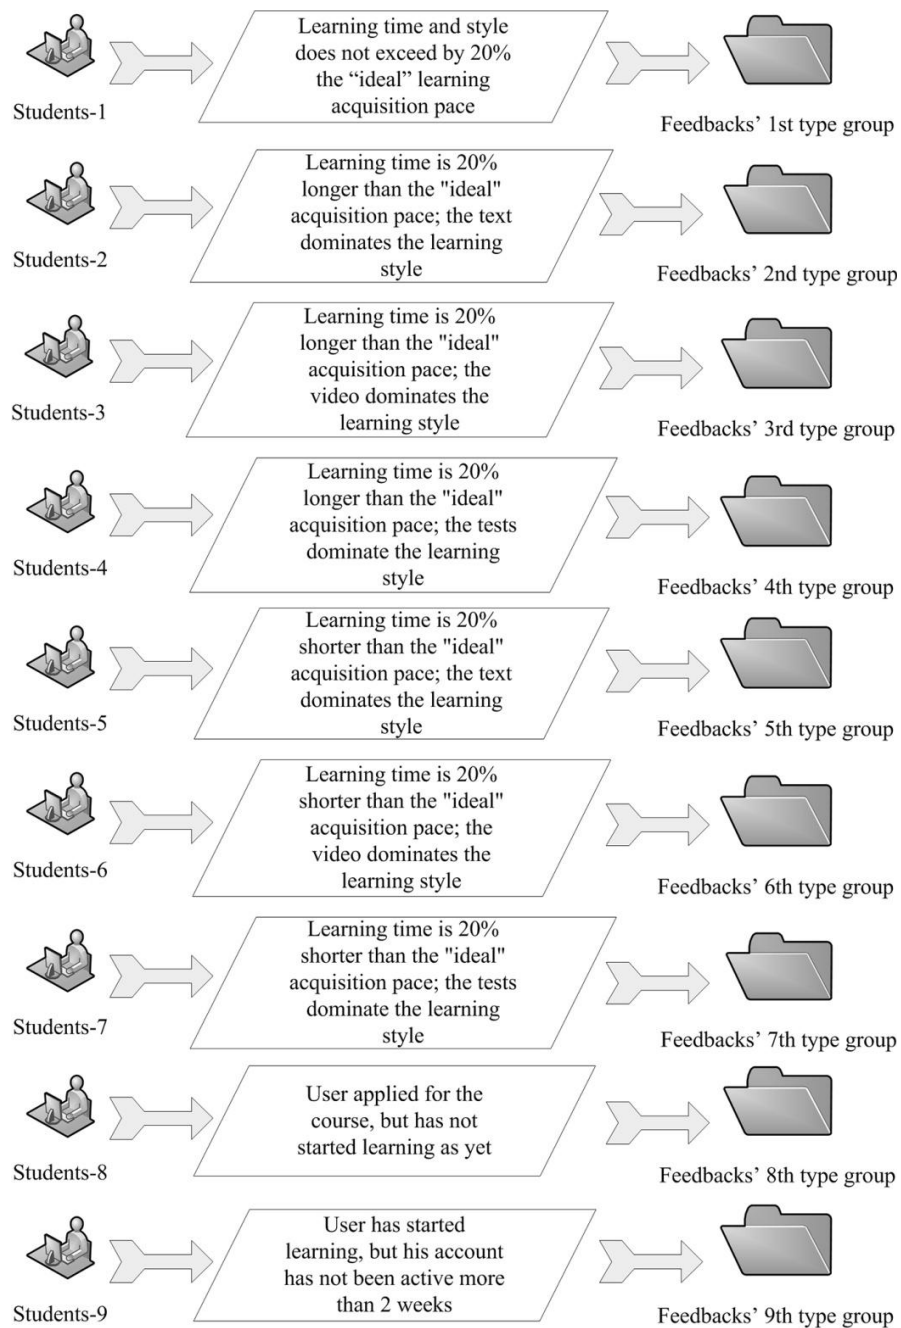 Learning time and style
does not exceed by 20%
the “ideal” learning
acquisition pace
Students-1
Feedbacks’ 1st type group
Learning time is 20%
longer than the "ideal"
acquisition pace; the text
dominates the learning
style
Students-2
Feedbacks’ 2nd type group
Learning time is 20%
longer than the "ideal"
acquisition pace; the
video dominates the
learning style
Students-3
Feedbacks’ 3rd type group
Learning time is 20%
longer than the "ideal"
acquisition pace; the tests
dominate the learning
style
Students-4
Feedbacks’ 4th type group
Learning time is 20%
shorter than the "ideal"
acquisition pace; the text
dominates the learning
style
Students-5
Feedbacks’ 5th type group
Learning time is 20%
shorter than the "ideal"
acquisition pace; the
video dominates the
learning style
Students-6
Feedbacks’ 6th type group
Learning time is 20%
shorter than the "ideal"
acquisition pace; the tests
dominate the learning
style
Students-7
Feedbacks’ 7th type group
User applied for the
course, but has not
started learning as yet
Students-8
Feedbacks’ 8th type group
User has started
learning, but his account
has not been active more
than 2 weeks
Students-9
Feedbacks’ 9th type group